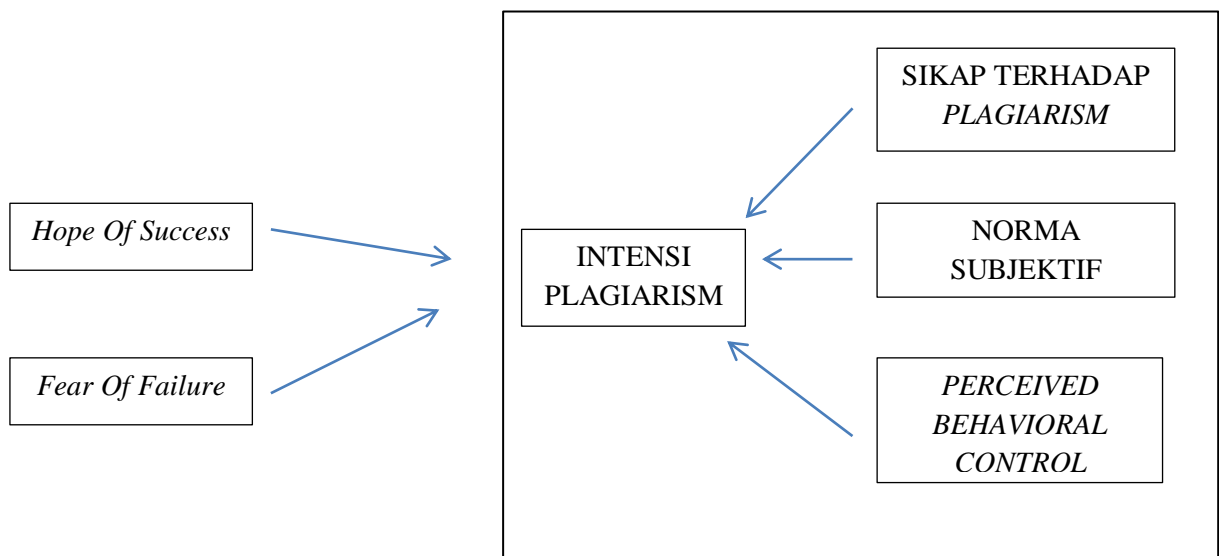 Hope Of Success
Fear Of Failure
INTENSI
PLAGIARISM
SIKAP TERHADAP
PLAGIARISM
NORMA
SUBJEKTIF
PERCEIVED
BEHAVIORAL
CONTROL